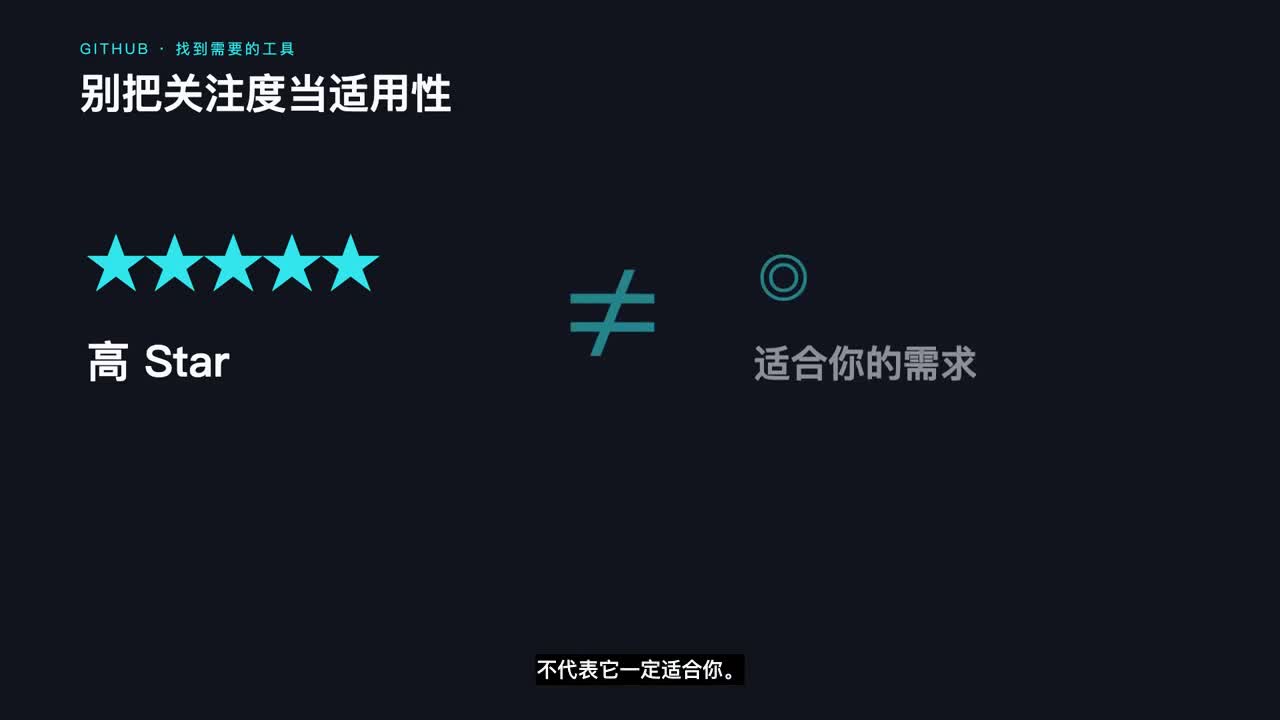 GITHUB · 找到需要的工具
别把关注度当适用性
★★★★★
≠
◎
高 Star
适合你的需求
不代表它一定适合你。